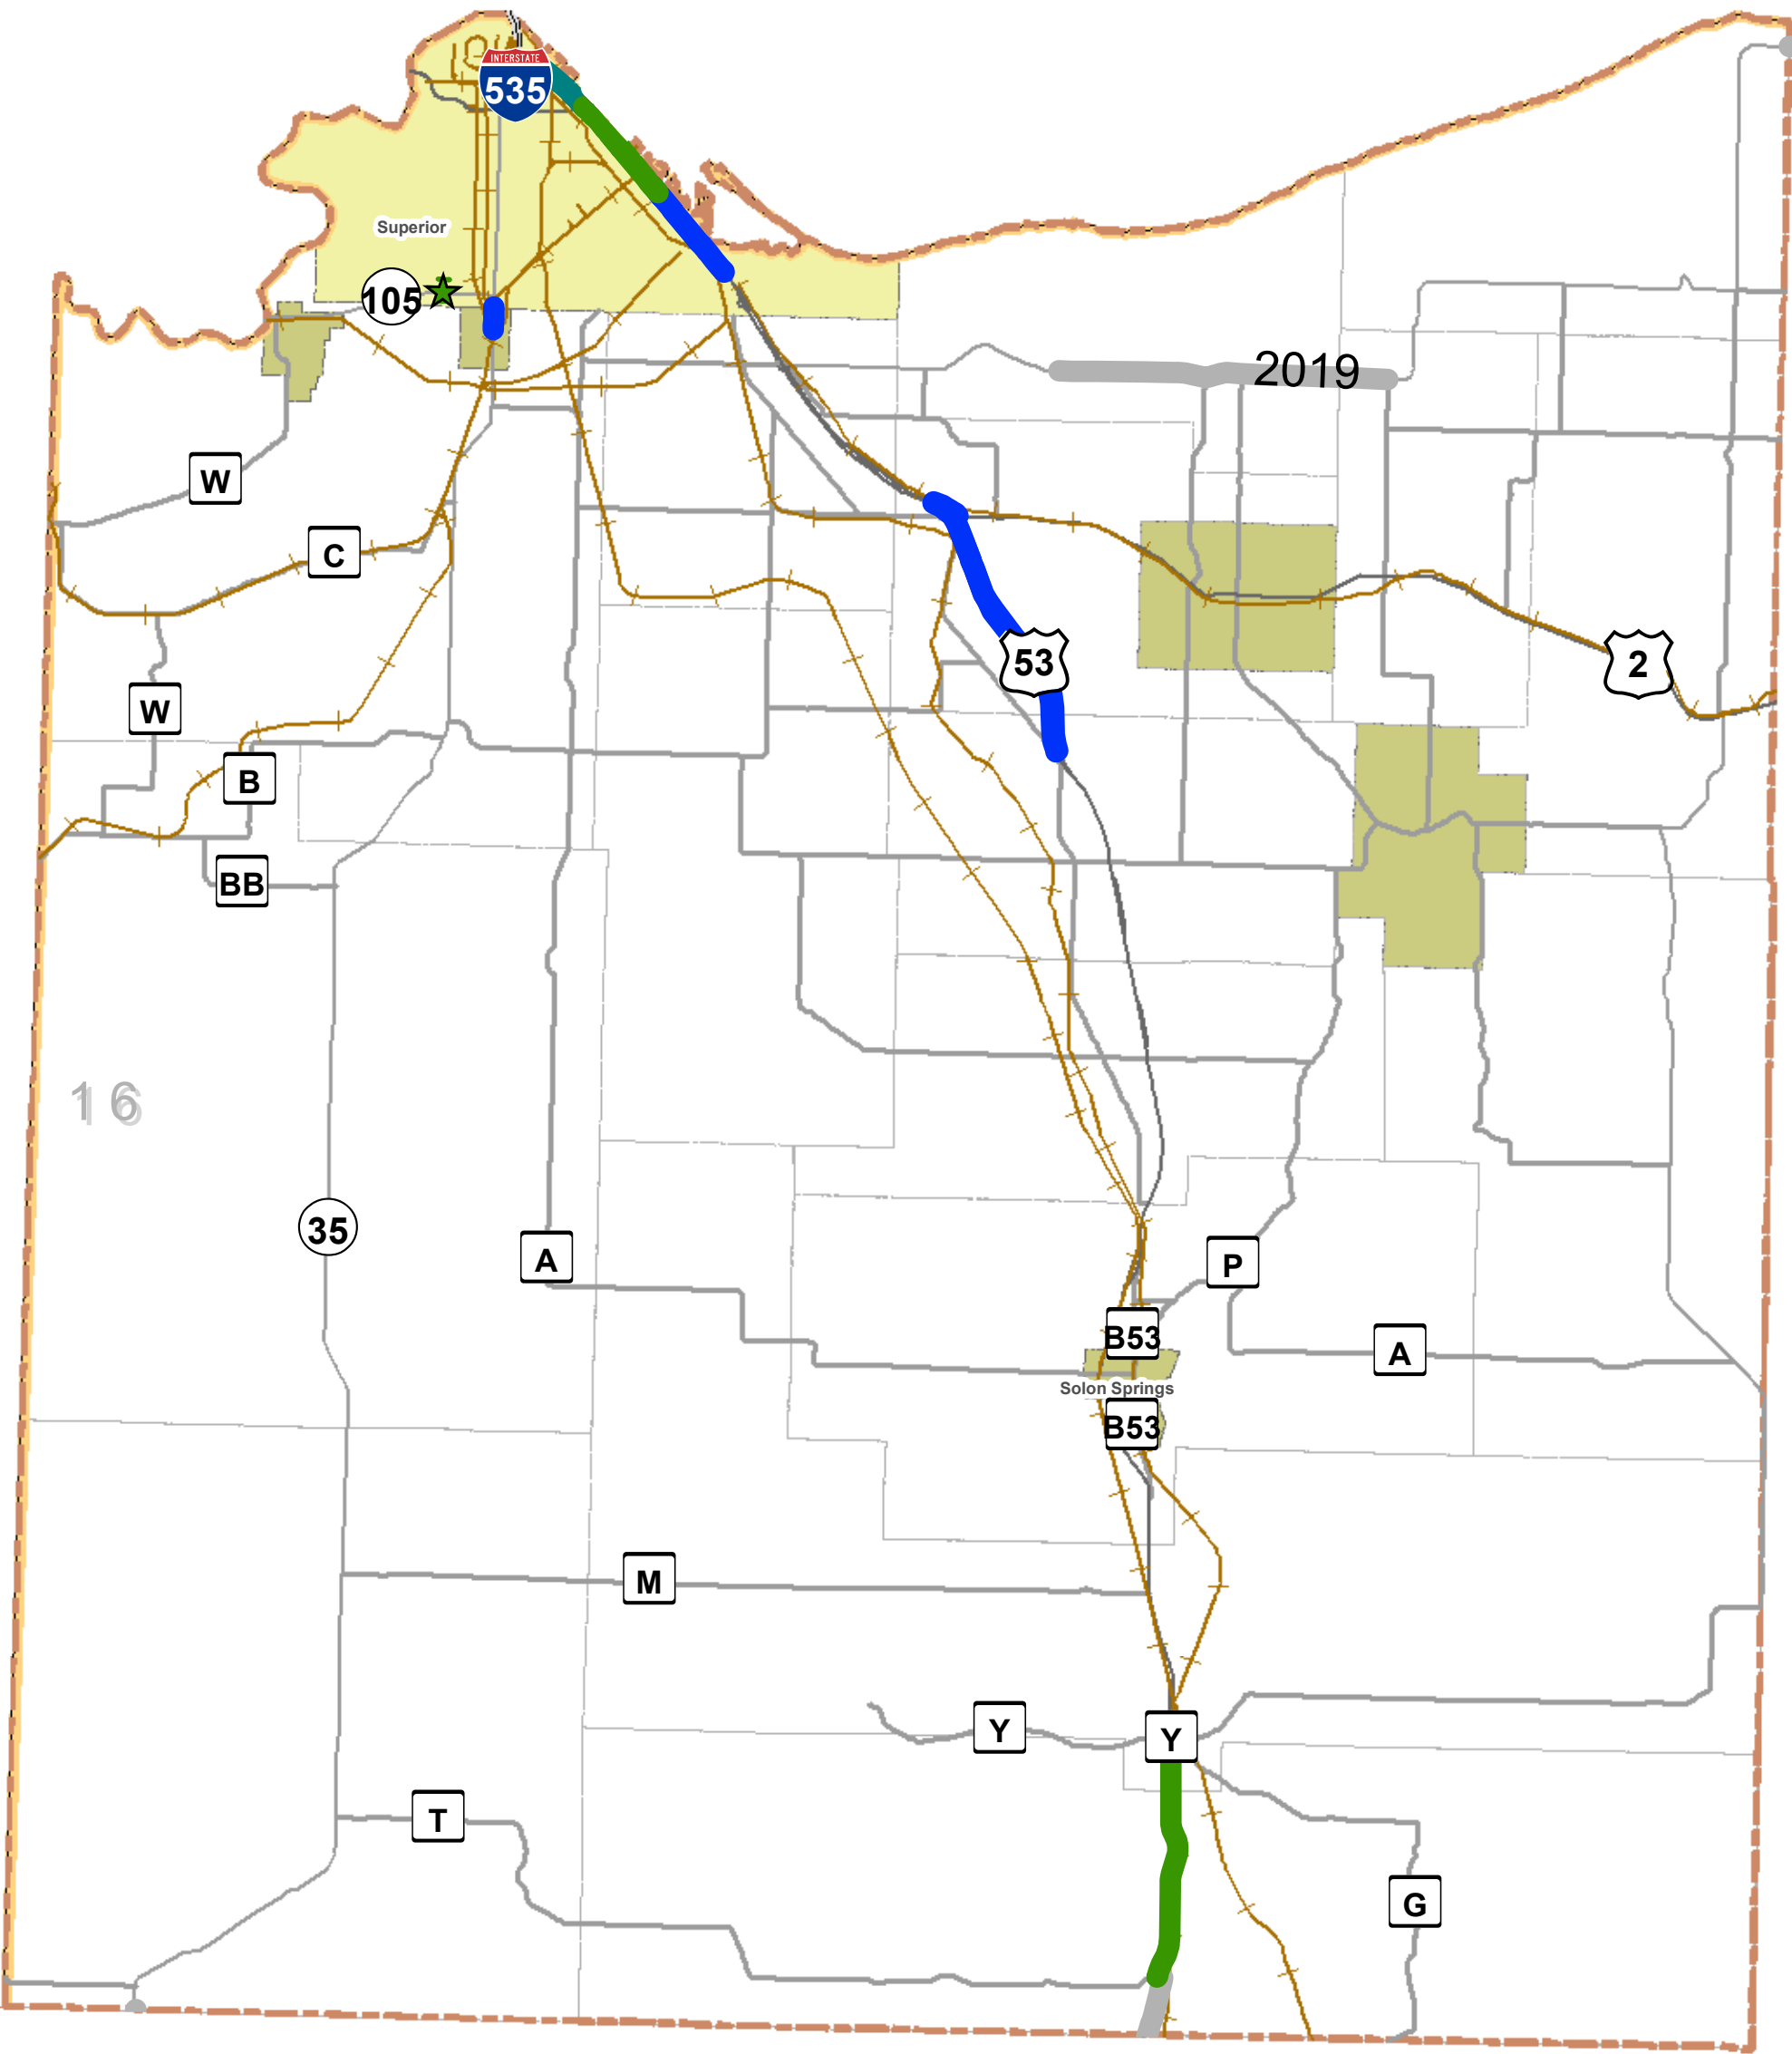 INTERSTATE
535
Superior
105
2019
W
C
53
2
W
B
BB
16
35
A
P
B53
A
Solon Springs
B53
M
Y
Y
T
G